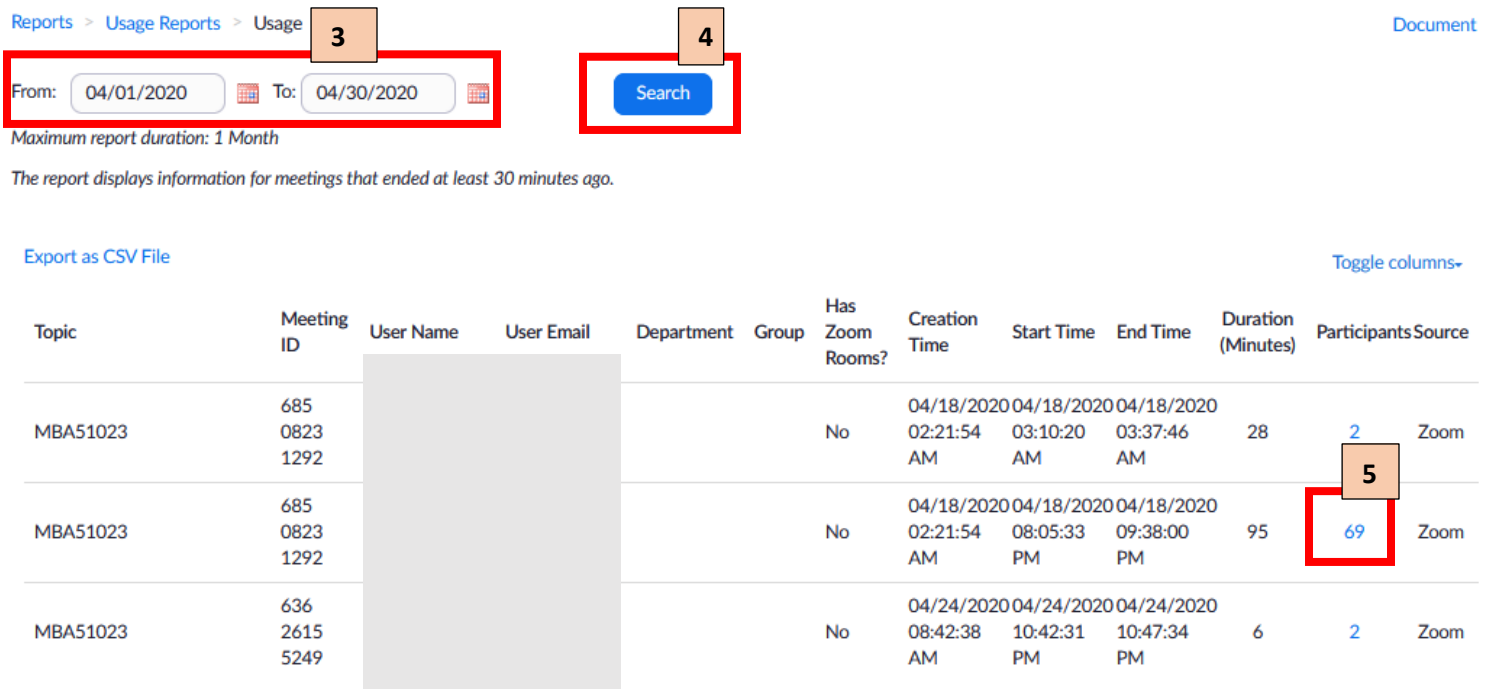 Reports > Usage Reports > Usage
Document
3
4
From: 04/01/2020 To: 04/30/2020
Search
Maximum report duration: 1 Month
The report displays information for meetings that ended at least 30 minutes ago.
Export as CSV File
Toggle columns
Topic Meeting ID User Name User Email Department Group Has Zoom Rooms? Creation Time Start Time End Time Duration (Minutes) Participants Source
MBA51023 685 0823 1292 No 04/18/2020 02:21:54 AM 04/18/2020 03:10:20 AM 04/18/2020 03:37:46 AM 28 2 Zoom
5
MBA51023 685 0823 1292 No 04/18/2020 02:21:54 AM 04/18/2020 08:05:33 PM 04/18/2020 09:38:00 PM 95 69 Zoom
MBA51023 636 2615 5249 No 04/24/2020 08:42:38 AM 04/24/2020 10:42:31 PM 04/24/2020 10:47:34 PM 6 2 Zoom